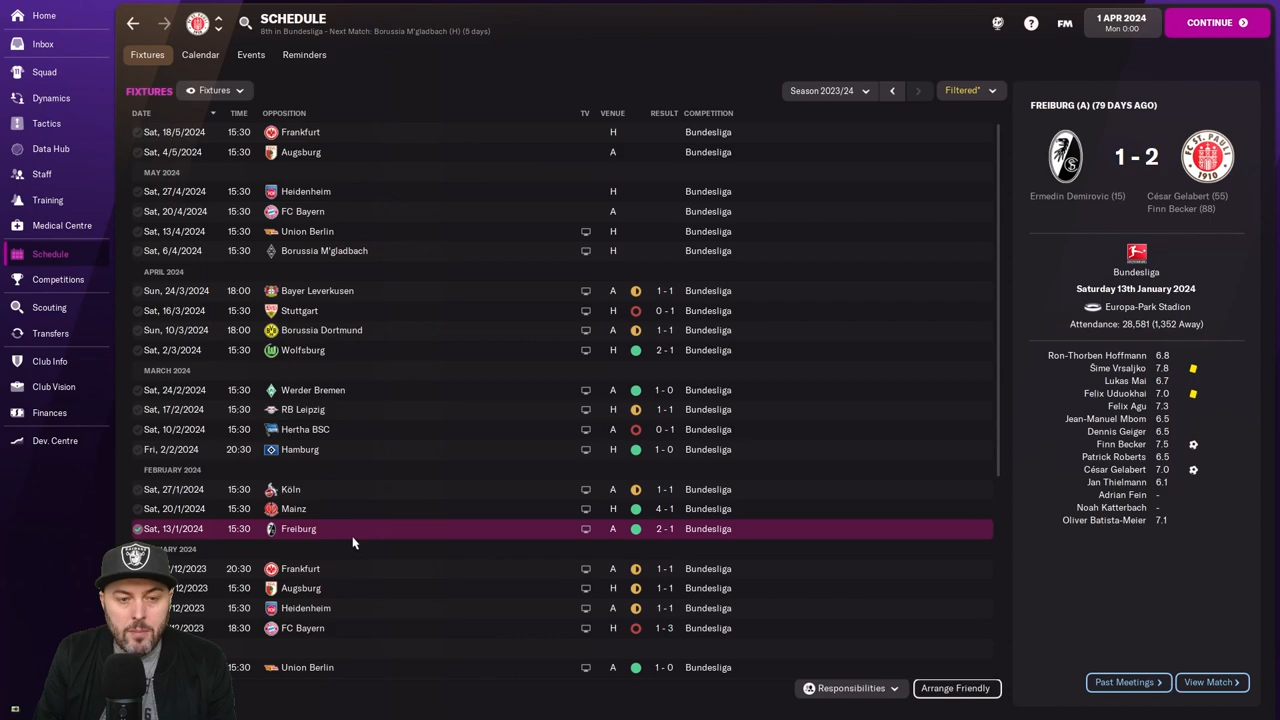 Home
Inbox
Squad
Dynamics
Tactics
Data Hub
Staff
Training
Medical Centre
Schedule
Competitions
Scouting
Transfers
Club Info
Club Vision
Finances
Dev. Centre
SCHEDULE
8th in Bundesliga - Next Match: Borussia M'gladbach (H) (5 days)
FM
1 APR 2024
Mon 0:00
CONTINUE
Fixtures Calendar Events Reminders
FIXTURES Fixtures Season 2023/24 Filtered*
DATE TIME OPPOSITION TV VENUE RESULT COMPETITION
Sat, 18/5/2024 15:30 Frankfurt H Bundesliga
Sat, 4/5/2024 15:30 Augsburg A Bundesliga
MAY 2024
Sat, 27/4/2024 15:30 Heidenheim H Bundesliga
Sat, 20/4/2024 15:30 FC Bayern A Bundesliga
Sat, 13/4/2024 15:30 Union Berlin H Bundesliga
Sat, 6/4/2024 15:30 Borussia M'gladbach H Bundesliga
APRIL 2024
Sun, 24/3/2024 18:00 Bayer Leverkusen A 1 - 1 Bundesliga
Sat, 16/3/2024 15:30 Stuttgart H 0 - 1 Bundesliga
Sun, 10/3/2024 18:00 Borussia Dortmund A 1 - 1 Bundesliga
Sat, 2/3/2024 15:30 Wolfsburg H 2 - 1 Bundesliga
MARCH 2024
Sat, 24/2/2024 15:30 Werder Bremen A 1 - 0 Bundesliga
Sat, 17/2/2024 15:30 RB Leipzig H 1 - 1 Bundesliga
Sat, 10/2/2024 15:30 Hertha BSC A 0 - 1 Bundesliga
Fri, 2/2/2024 20:30 Hamburg H 1 - 0 Bundesliga
FEBRUARY 2024
Sat, 27/1/2024 15:30 Köln A 1 - 1 Bundesliga
Sat, 20/1/2024 15:30 Mainz H 4 - 1 Bundesliga
Sat, 13/1/2024 15:30 Freiburg A 2 - 1 Bundesliga
2024
/12/2023 20:30 Frankfurt A 1 - 1 Bundesliga
/12/2023 15:30 Augsburg H 1 - 1 Bundesliga
/12/2023 15:30 Heidenheim A 1 - 1 Bundesliga
/2023 18:30 FC Bayern H 1 - 3 Bundesliga
15:30 Union Berlin A 1 - 0 Bundesliga
Responsibilities Arrange Friendly
FREIBURG (A) (79 DAYS AGO)
1 - 2
FC ST. PAULI
1910
Ermedin Demirovic (15) César Gelabert (55)
Finn Becker (88)
Bundesliga
Saturday 13th January 2024
Europa-Park Stadion
Attendance: 28,581 (1,352 Away)
Ron-Thorben Hoffmann 6.8
Šime Vrsaljko 7.8
Lukas Mai 6.7
Felix Uduokhai 7.0
Felix Agu 7.3
Jean-Manuel Mbom 6.5
Dennis Geiger 6.5
Finn Becker 7.5
Patrick Roberts 6.5
César Gelabert 7.0
Jan Thielmann 6.1
Adrian Fein -
Noah Katterbach -
Oliver Batista-Meier 7.1
Past Meetings View Match
RAIDERS